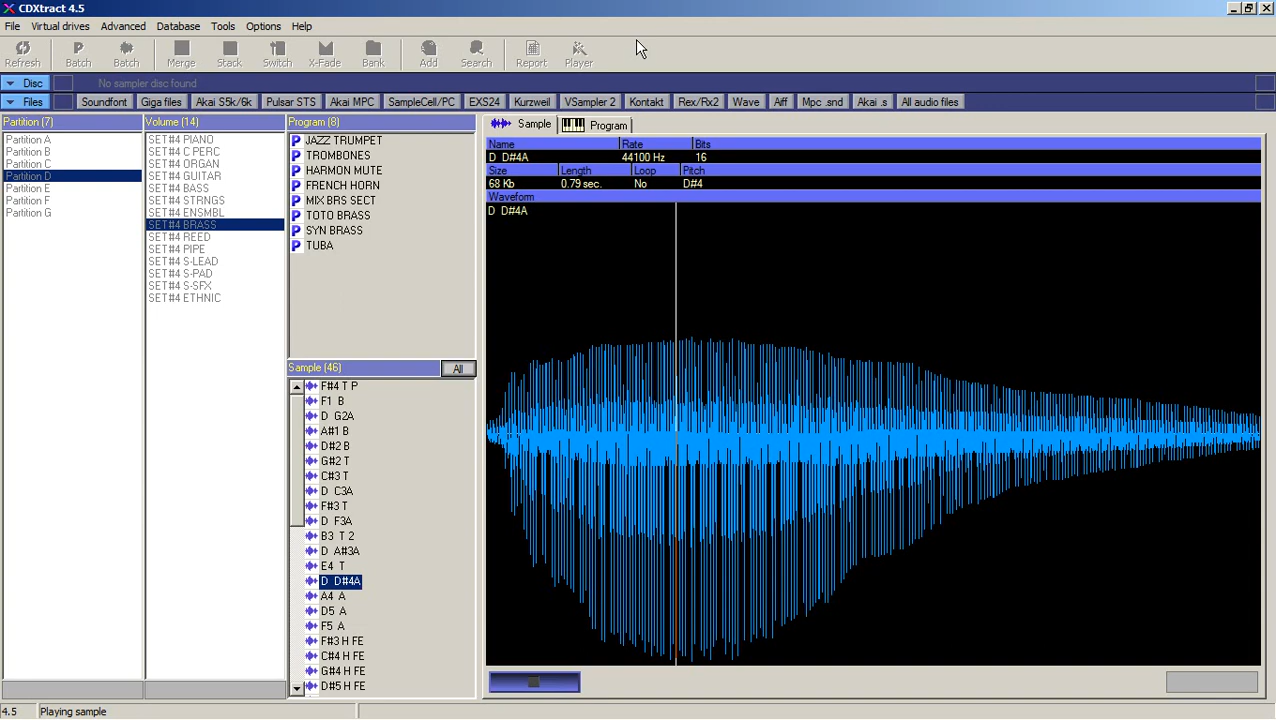 CDXtract 4.5
File Virtual drives Advanced Database Tools Options Help
Refresh Batch Batch Merge Stack Switch X-Fade Bank Add Search Report Player
Disc No sampler disc found
Files Soundfont Giga files Akai S5k/6k Pulsar STS Akai MPC SampleCell/PC EXS24 Kurzweil VSampler 2 Kontakt Rex/Rx2 Wave Aiff Mpc .snd Akai .s All audio files
Partition (7)
Partition A
Partition B
Partition C
Partition D
Partition E
Partition F
Partition G
Volume (14)
SET#4 PIANO
SET#4 C PERC
SET#4 ORGAN
SET#4 GUITAR
SET#4 BASS
SET#4 STRNGS
SET#4 ENSMBL
SET#4 BRASS
SET#4 REED
SET#4 PIPE
SET#4 S-LEAD
SET#4 S-PAD
SET#4 S-SFX
SET#4 ETHNIC
Program (8)
P JAZZ TRUMPET
P TROMBONES
P HARMON MUTE
P FRENCH HORN
P MIX BRS SECT
P TOTO BRASS
P SYN BRASS
P TUBA
Sample (46) All
F#4 T P
F1 B
D G2A
A#1 B
D#2 B
G#2 T
C#3 T
D C3A
F#3 T
D F3A
B3 T 2
D A#3A
E4 T
D D#4A
A4 A
D5 A
F5 A
F#3 H FE
C#4 H FE
G#4 H FE
D#5 H FE
Sample Program
Name Rate Bits
D D#4A 44100 Hz 16
Size Length Loop Pitch
68 Kb 0.79 sec. No D#4
Waveform
D D#4A
4.5 Playing sample